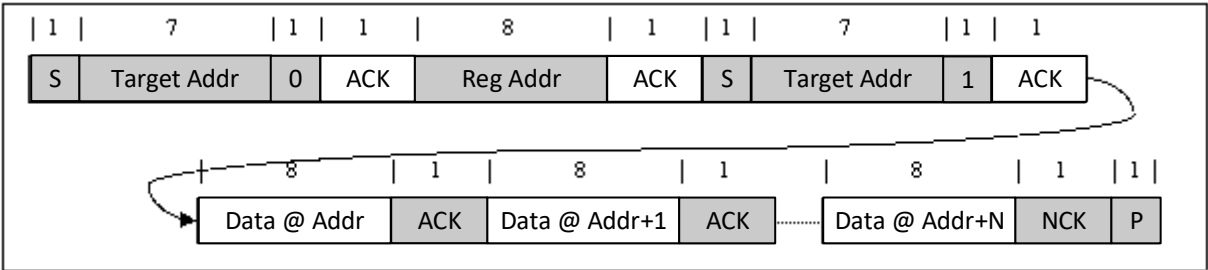 | 1 | 7 | 1 | 1 | 8 | 1 | 1 | 7 | 1 | 1
S Target Addr 0 ACK Reg Addr ACK S Target Addr 1 ACK
| 8 | 1 | 8 | 1 | 8 | 1 | 1 |
Data @ Addr ACK Data @ Addr+1 ACK Data @ Addr+N NCK P